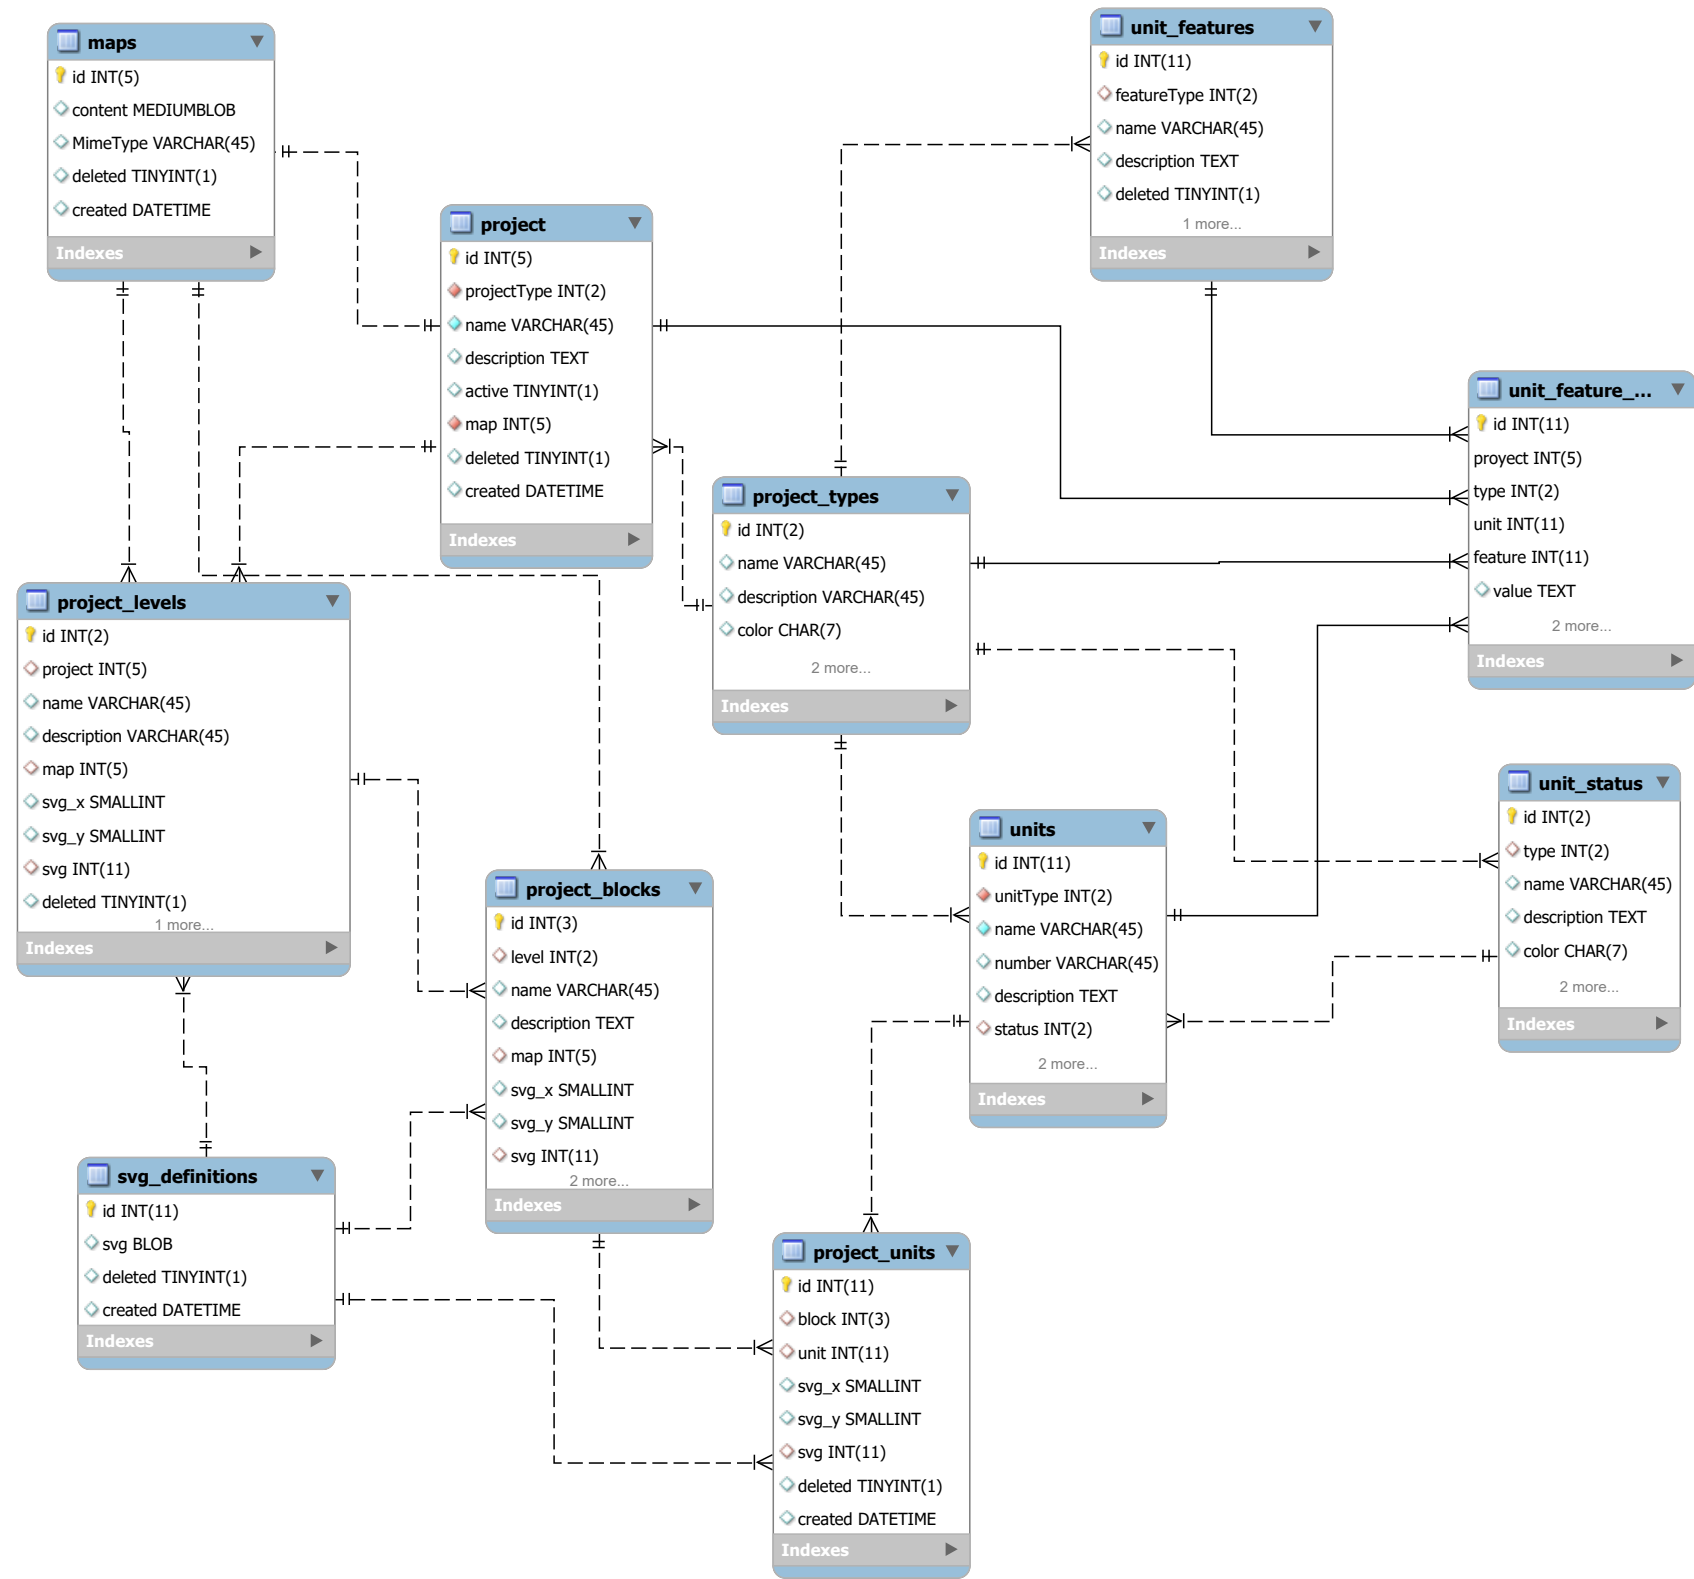 maps
id INT(5)
content MEDIUMBLOB
MimeType VARCHAR(45)
deleted TINYINT(1)
created DATETIME
Indexes
unit_features
id INT(11)
featureType INT(2)
name VARCHAR(45)
description TEXT
deleted TINYINT(1)
1 more...
Indexes
project
id INT(5)
projectType INT(2)
name VARCHAR(45)
description TEXT
active TINYINT(1)
map INT(5)
deleted TINYINT(1)
created DATETIME
Indexes
unit_feature_...
id INT(11)
proyect INT(5)
type INT(2)
unit INT(11)
feature INT(11)
value TEXT
2 more...
Indexes
project_types
id INT(2)
name VARCHAR(45)
description VARCHAR(45)
color CHAR(7)
2 more...
Indexes
project_levels
id INT(2)
project INT(5)
name VARCHAR(45)
description VARCHAR(45)
map INT(5)
svg_x SMALLINT
svg_y SMALLINT
svg INT(11)
deleted TINYINT(1)
1 more...
Indexes
unit_status
id INT(2)
type INT(2)
name VARCHAR(45)
description TEXT
color CHAR(7)
2 more...
Indexes
units
id INT(11)
unitType INT(2)
name VARCHAR(45)
number VARCHAR(45)
description TEXT
status INT(2)
2 more...
Indexes
project_blocks
id INT(3)
level INT(2)
name VARCHAR(45)
description TEXT
map INT(5)
svg_x SMALLINT
svg_y SMALLINT
svg INT(11)
2 more...
Indexes
svg_definitions
id INT(11)
svg BLOB
deleted TINYINT(1)
created DATETIME
Indexes
project_units
id INT(11)
block INT(3)
unit INT(11)
svg_x SMALLINT
svg_y SMALLINT
svg INT(11)
deleted TINYINT(1)
created DATETIME
Indexes